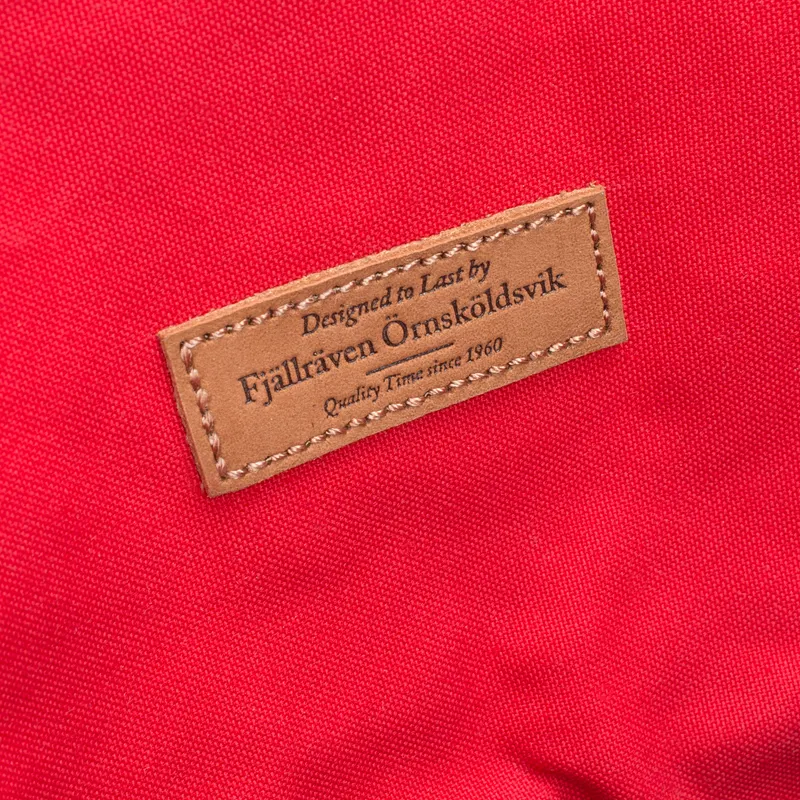 Designed to Last by
Fjällräven Örnsköldsvik
Quality Time since 1960